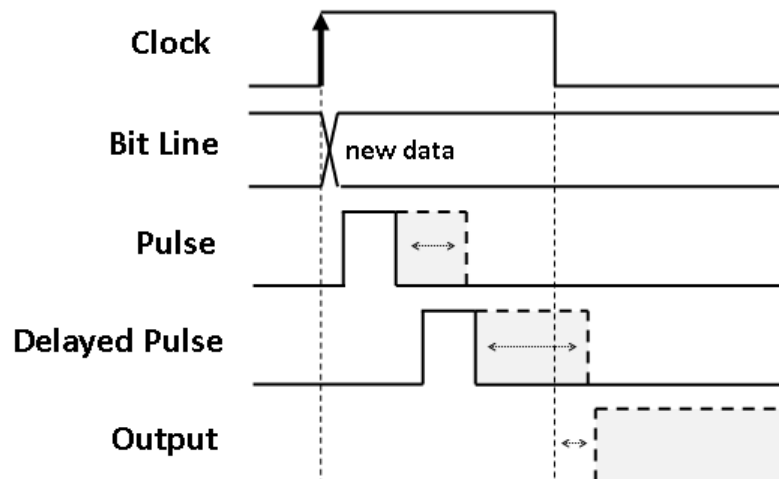 Clock
Bit Line
new data
Pulse
Delayed Pulse
Output